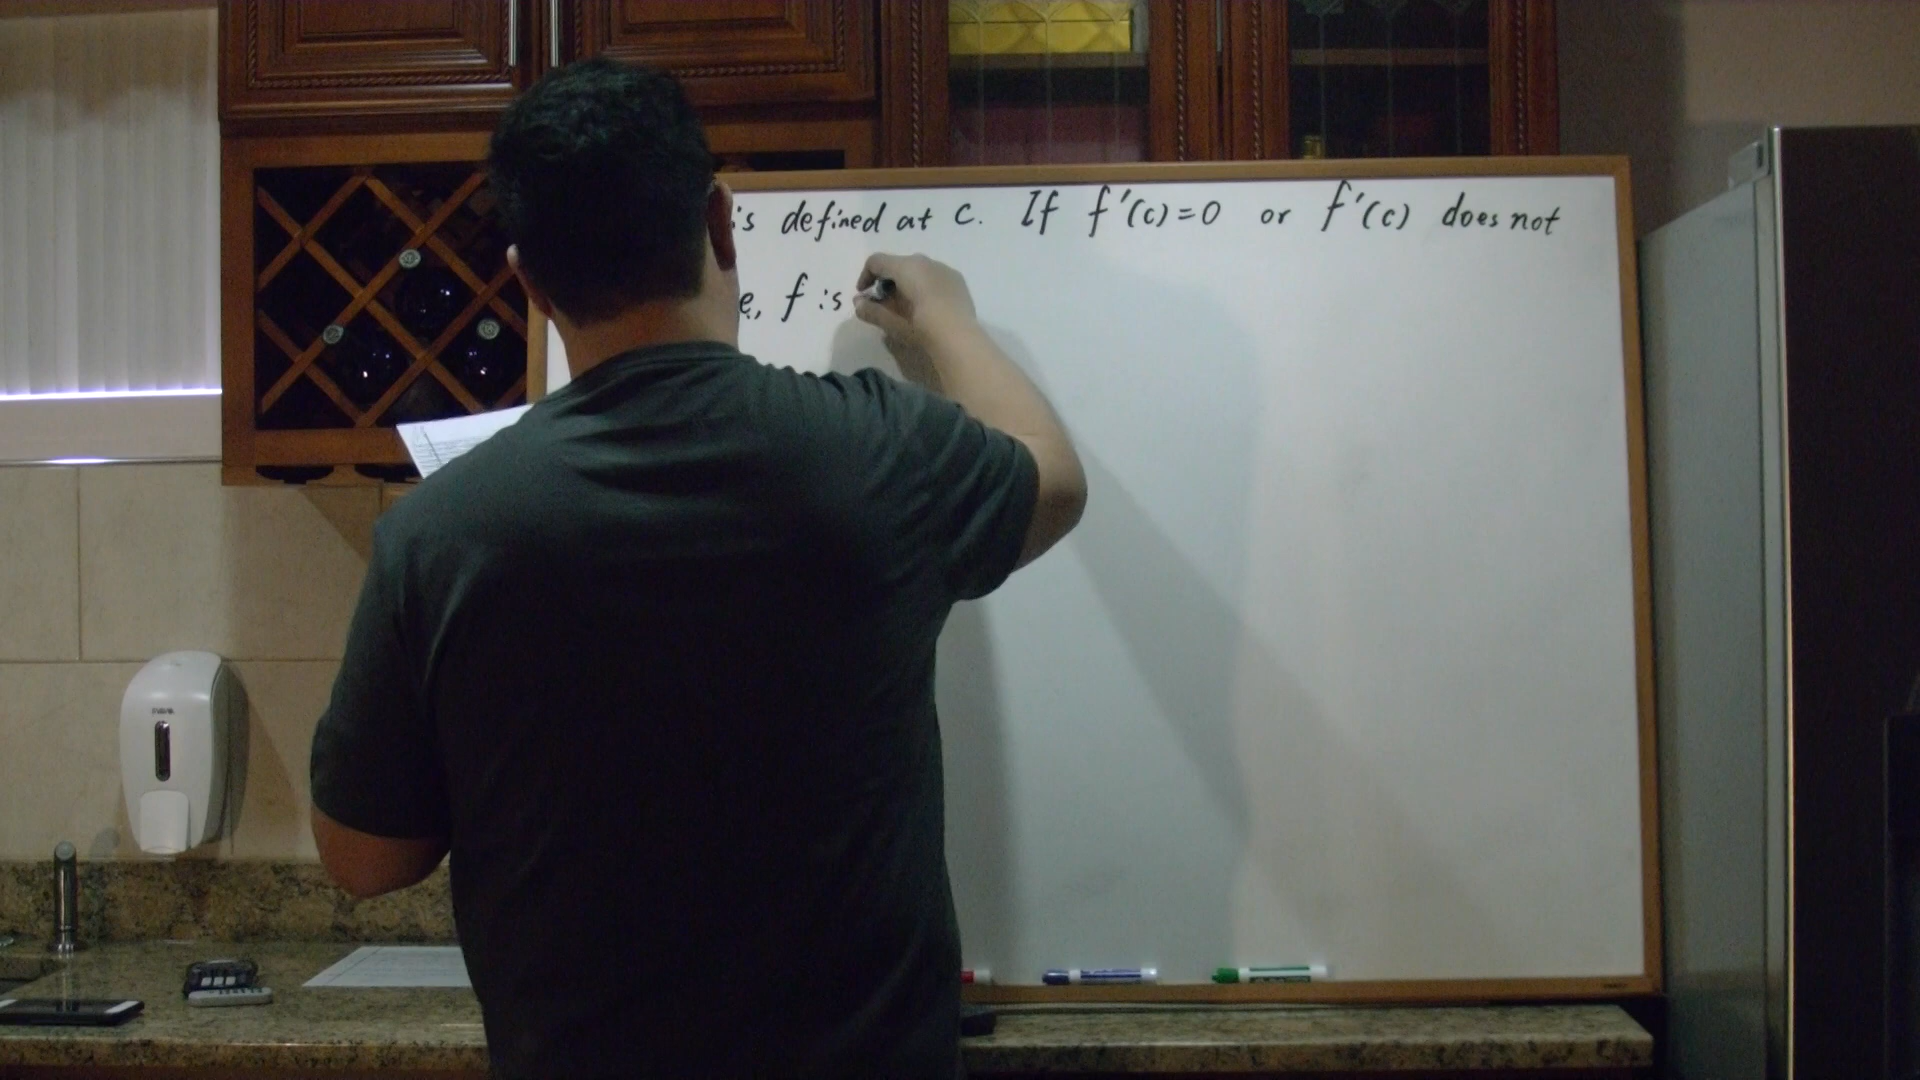 is defined at c. If f'(c)=0 or f'(c) does not
e, f is